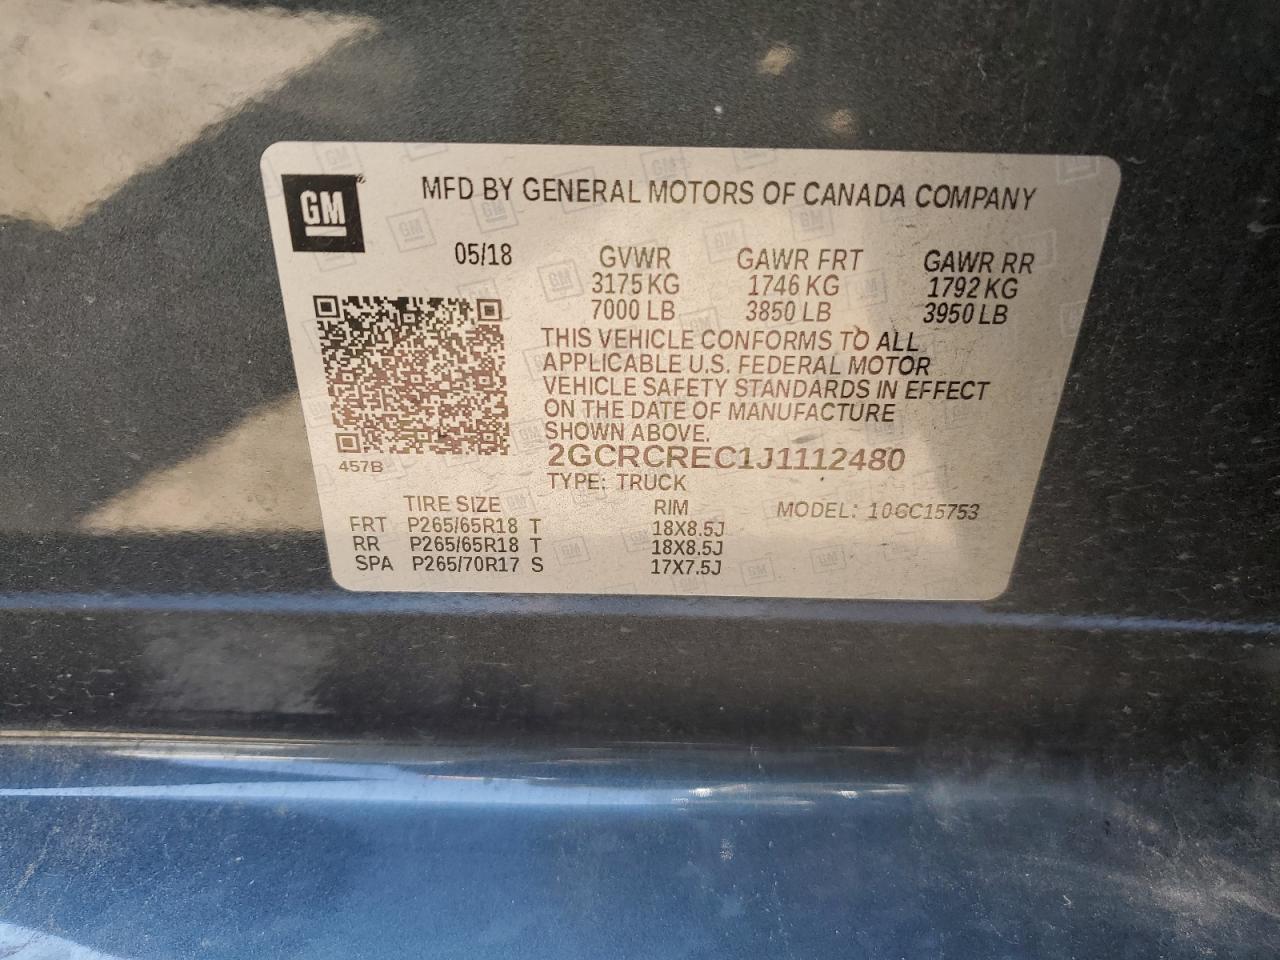 GM
MFD BY GENERAL MOTORS OF CANADA COMPANY
05/18 GVWR GAWR FRT GAWR RR
3175 KG 1746 KG 1792 KG
7000 LB 3850 LB 3950 LB
THIS VEHICLE CONFORMS TO ALL
APPLICABLE U.S. FEDERAL MOTOR
VEHICLE SAFETY STANDARDS IN EFFECT
ON THE DATE OF MANUFACTURE
SHOWN ABOVE.
457B 2GCRCREC1J1112480
TYPE: TRUCK
TIRE SIZE RIM MODEL: 10GC15753
FRT P265/65R18 T 18X8.5J
RR P265/65R18 T 18X8.5J
SPA P265/70R17 S 17X7.5J